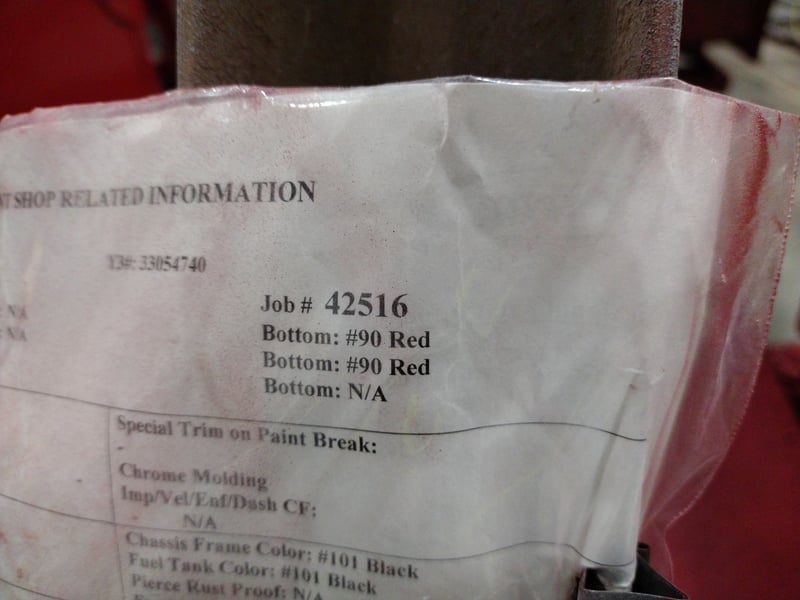 SHOP RELATED INFORMATION
Y3#: 33054740
: N/A
: N/A
Job # 42516
Bottom: #90 Red
Bottom: #90 Red
Bottom: N/A
Special Trim on Paint Break:
-
Chrome Molding
Imp/Vel/Enf/Dash CF:
N/A
Chassis Frame Color: #101 Black
Fuel Tank Color: #101 Black
Pierce Rust Proof: N/A